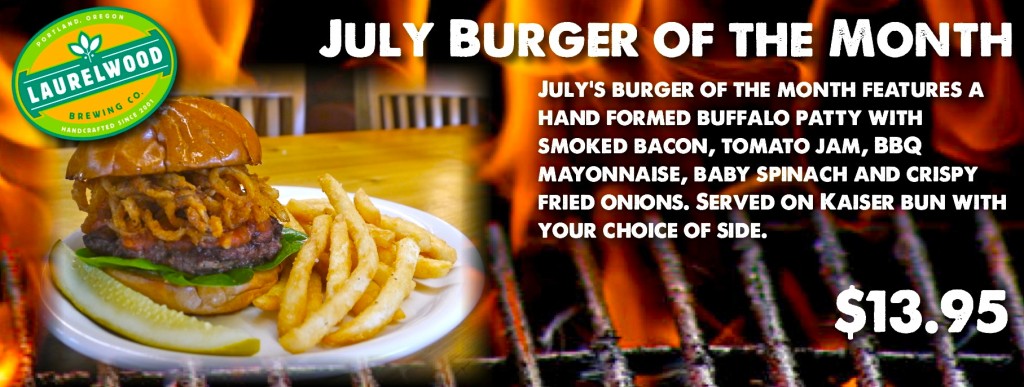 PORTLAND, OREGON
LAURELWOOD
BREWING CO.
HANDCRAFTED SINCE 2001
JULY BURGER OF THE MONTH
JULY'S BURGER OF THE MONTH FEATURES A
HAND FORMED BUFFALO PATTY WITH
SMOKED BACON, TOMATO JAM, BBQ
MAYONNAISE, BABY SPINACH AND CRISPY
FRIED ONIONS. SERVED ON KAISER BUN WITH
YOUR CHOICE OF SIDE.
$13.95